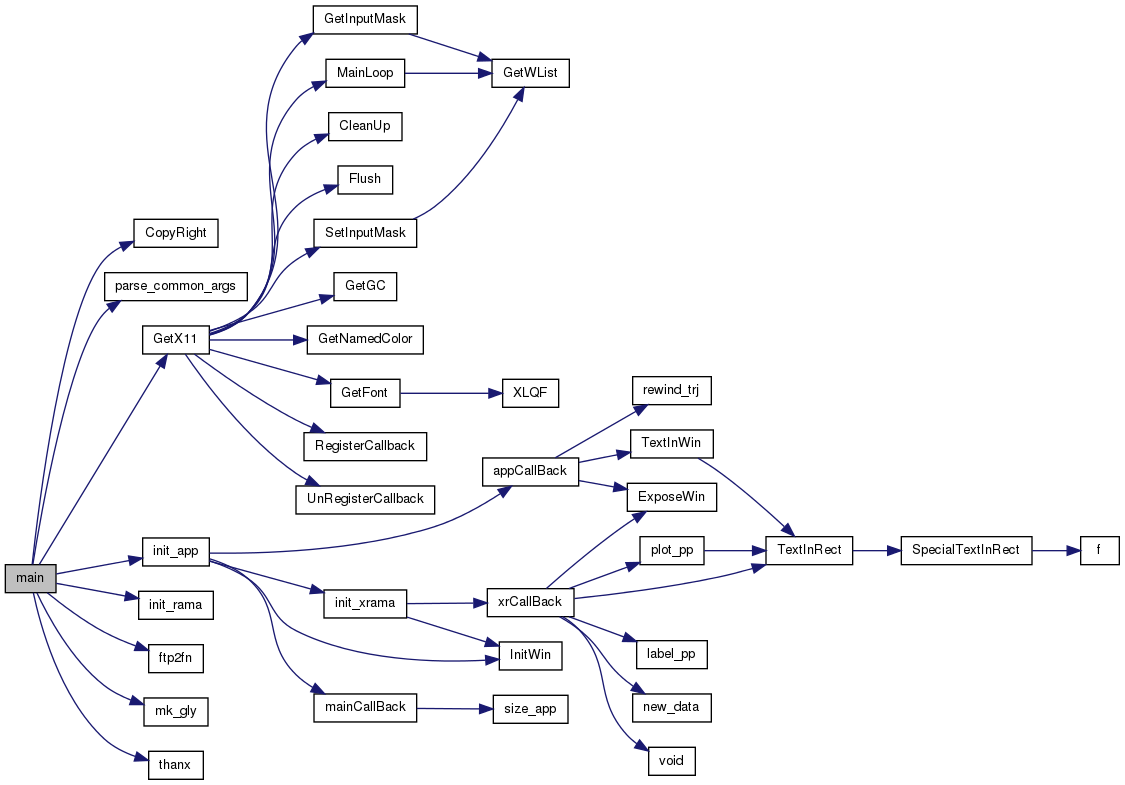 GetInputMask
MainLoop
GetWList
CleanUp
Flush
CopyRight
SetInputMask
parse_common_args
GetGC
GetX11
GetNamedColor
GetFont
XLQF
rewind_trj
RegisterCallback
TextInWin
appCallBack
UnRegisterCallback
ExposeWin
init_app
plot_pp
TextInRect
SpecialTextInRect
f
main
init_rama
init_xrama
xrCallBack
ftp2fn
InitWin
label_pp
mk_gly
mainCallBack
size_app
new_data
thanx
void